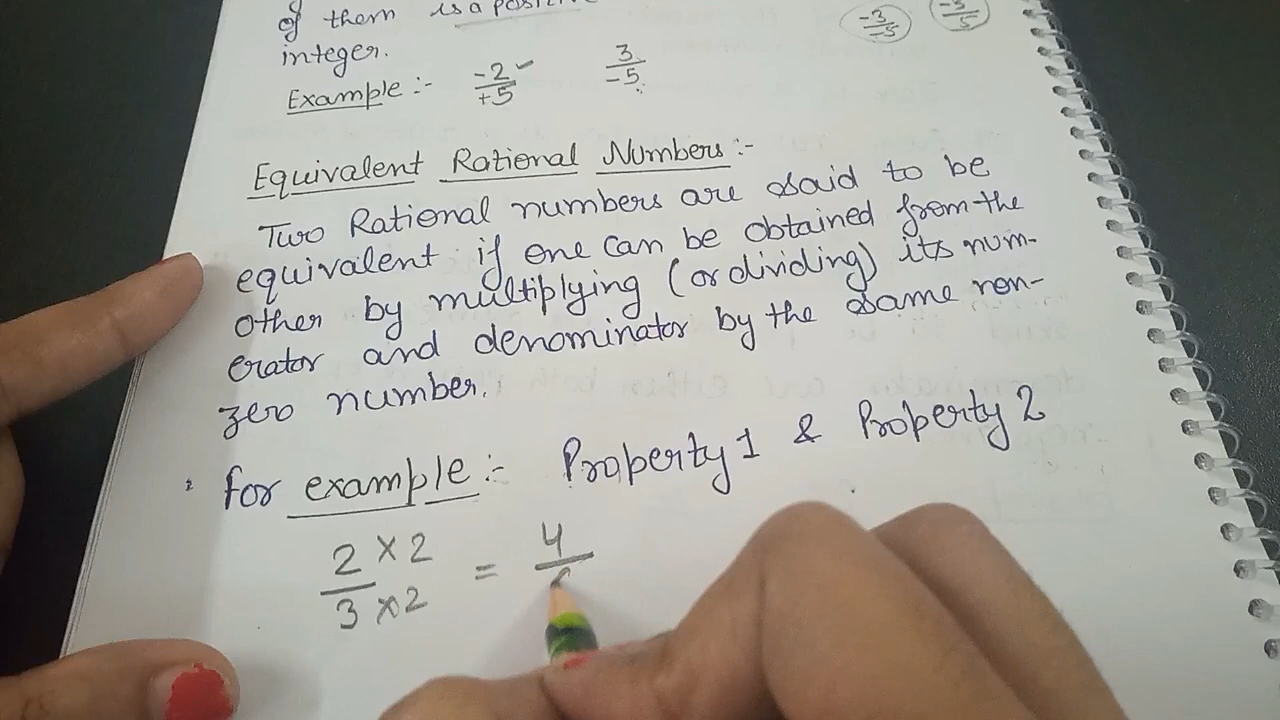 of them is a positive
integer.
-3/-5 -3/5
Example :- -2/+5 3/-5
Equivalent Rational Numbers :-
Two Rational numbers are said to be
equivalent if one can be obtained from the
other by multiplying (or dividing) its num-
erator and denominator by the same non-
zero number.
For example :- Property 1 & Property 2
2 × 2 / 3 × 2 = 4